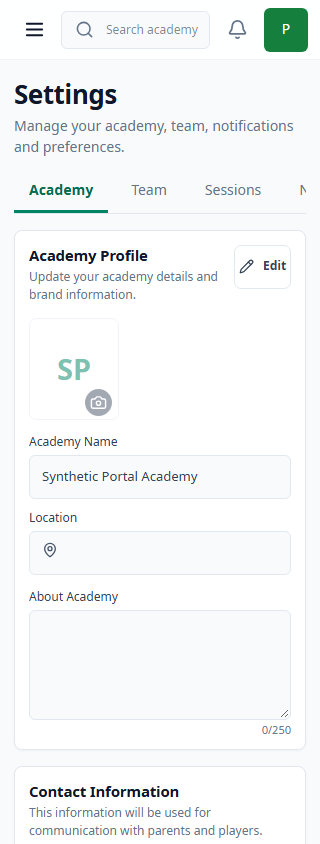 Search academy
P
Settings
Manage your academy, team, notifications
and preferences.
Academy
Team
Sessions
Academy Profile
Update your academy details and
brand information.
Edit
SP
Academy Name
Synthetic Portal Academy
Location
About Academy
0/250
Contact Information
This information will be used for
communication with parents and players.